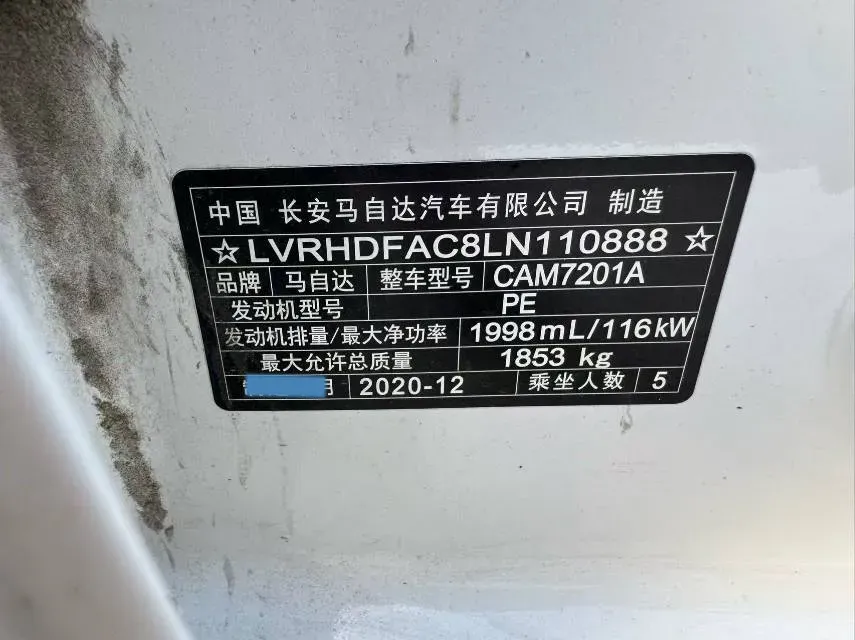 中国 长安马自达汽车有限公司 制造
☆LVRHDFAC8LN110888☆
品牌 马自达 整车型号 CAM7201A
发动机型号 PE
发动机排量/最大净功率 1998mL/116kW
最大允许总质量 1853 kg
月 2020-12 乘坐人数 5